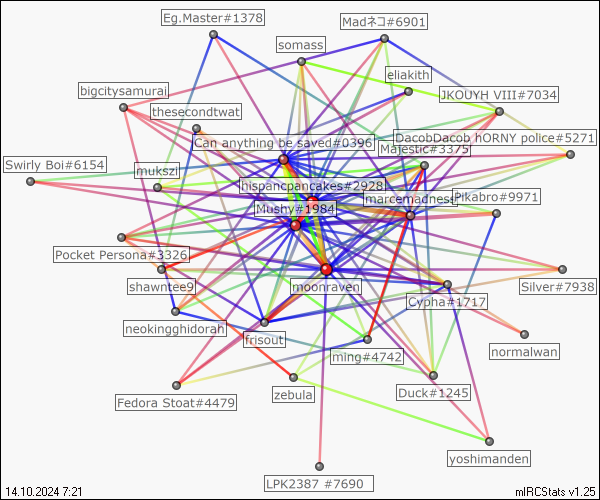 Eg.Master#1378
Madネコ#6901
somass
eliakith
bigcitysamurai
JKOUYH VIII#7034
thesecondtwat
DacobDacob hORNY police#5271
Can anything be saved#0396
Majestic#3375
Swirly Boi#6154
mukszi
hispancpancakes#2928
marcemadness
Pikabro#9971
Mushy#1984
Pocket Persona#3326
shawntee9
moonraven
Silver#7938
Cypha#1717
neokingghidorah
frisout
ming#4742
normalwan
Fedora Stoat#4479
zebula
Duck#1245
yoshimanden
LPK2387 #7690
14.10.2024 7:21
mIRCStats v1.25